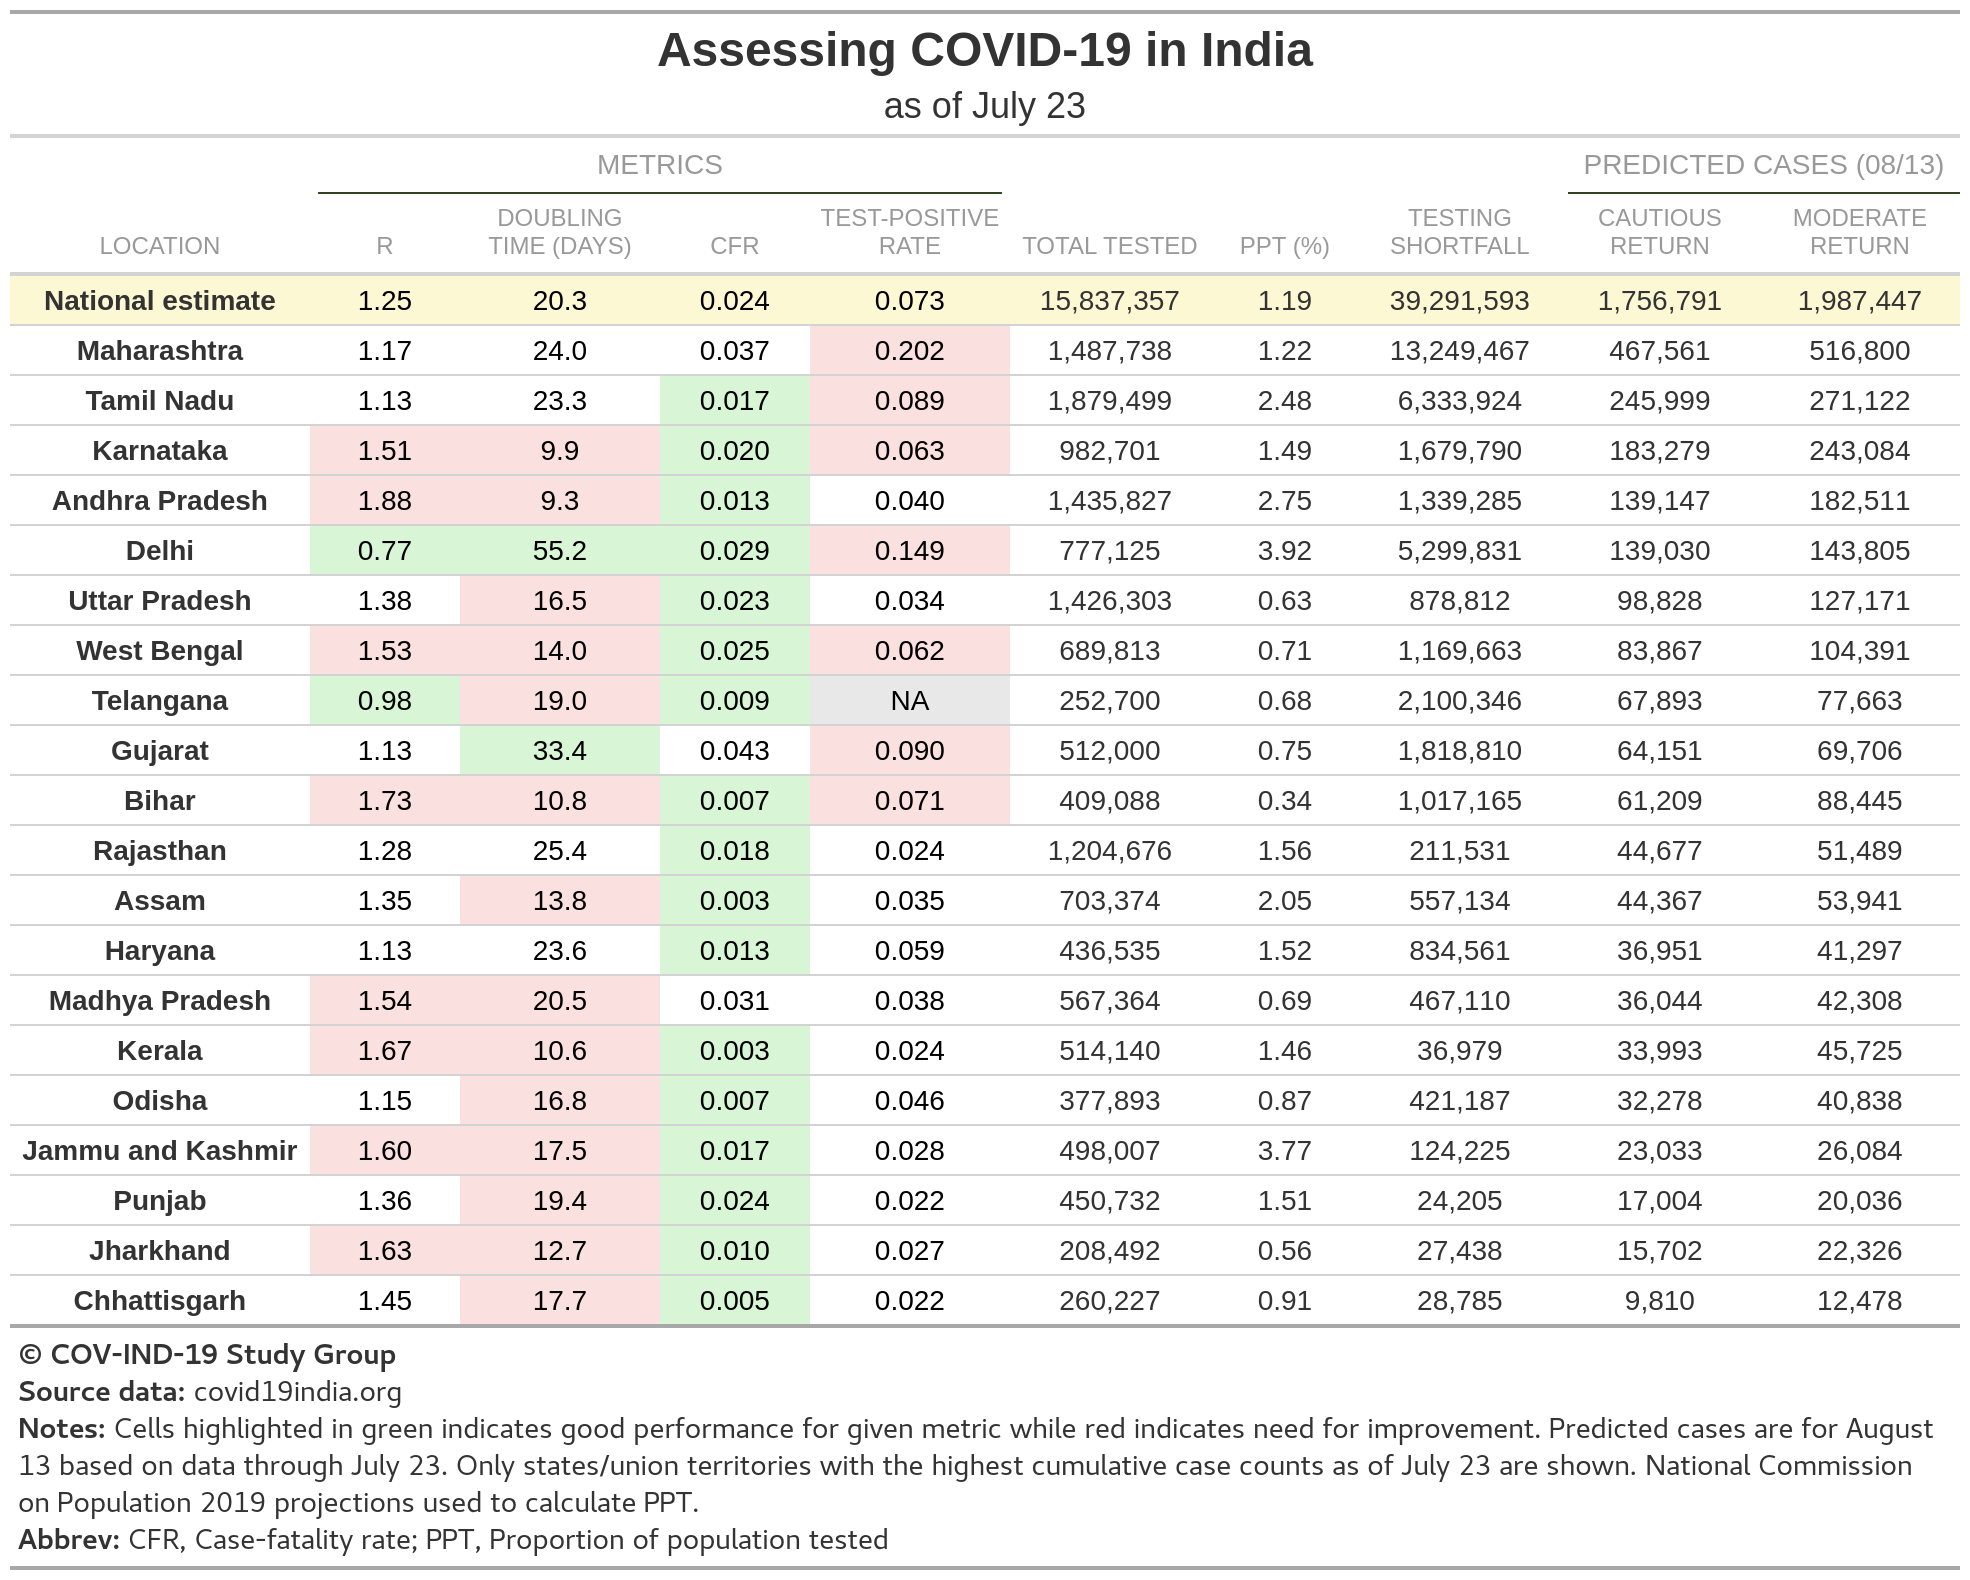 Assessing COVID-19 in India
as of July 23
METRICS PREDICTED CASES (08/13)
LOCATION R DOUBLING TIME (DAYS) CFR TEST-POSITIVE RATE TOTAL TESTED PPT (%) TESTING SHORTFALL CAUTIOUS RETURN MODERATE RETURN
National estimate 1.25 20.3 0.024 0.073 15,837,357 1.19 39,291,593 1,756,791 1,987,447
Maharashtra 1.17 24.0 0.037 0.202 1,487,738 1.22 13,249,467 467,561 516,800
Tamil Nadu 1.13 23.3 0.017 0.089 1,879,499 2.48 6,333,924 245,999 271,122
Karnataka 1.51 9.9 0.020 0.063 982,701 1.49 1,679,790 183,279 243,084
Andhra Pradesh 1.88 9.3 0.013 0.040 1,435,827 2.75 1,339,285 139,147 182,511
Delhi 0.77 55.2 0.029 0.149 777,125 3.92 5,299,831 139,030 143,805
Uttar Pradesh 1.38 16.5 0.023 0.034 1,426,303 0.63 878,812 98,828 127,171
West Bengal 1.53 14.0 0.025 0.062 689,813 0.71 1,169,663 83,867 104,391
Telangana 0.98 19.0 0.009 NA 252,700 0.68 2,100,346 67,893 77,663
Gujarat 1.13 33.4 0.043 0.090 512,000 0.75 1,818,810 64,151 69,706
Bihar 1.73 10.8 0.007 0.071 409,088 0.34 1,017,165 61,209 88,445
Rajasthan 1.28 25.4 0.018 0.024 1,204,676 1.56 211,531 44,677 51,489
Assam 1.35 13.8 0.003 0.035 703,374 2.05 557,134 44,367 53,941
Haryana 1.13 23.6 0.013 0.059 436,535 1.52 834,561 36,951 41,297
Madhya Pradesh 1.54 20.5 0.031 0.038 567,364 0.69 467,110 36,044 42,308
Kerala 1.67 10.6 0.003 0.024 514,140 1.46 36,979 33,993 45,725
Odisha 1.15 16.8 0.007 0.046 377,893 0.87 421,187 32,278 40,838
Jammu and Kashmir 1.60 17.5 0.017 0.028 498,007 3.77 124,225 23,033 26,084
Punjab 1.36 19.4 0.024 0.022 450,732 1.51 24,205 17,004 20,036
Jharkhand 1.63 12.7 0.010 0.027 208,492 0.56 27,438 15,702 22,326
Chhattisgarh 1.45 17.7 0.005 0.022 260,227 0.91 28,785 9,810 12,478
© COV-IND-19 Study Group
Source data: covid19india.org
Notes: Cells highlighted in green indicates good performance for given metric while red indicates need for improvement. Predicted cases are for August
13 based on data through July 23. Only states/union territories with the highest cumulative case counts as of July 23 are shown. National Commission
on Population 2019 projections used to calculate PPT.
Abbrev: CFR, Case-fatality rate; PPT, Proportion of population tested